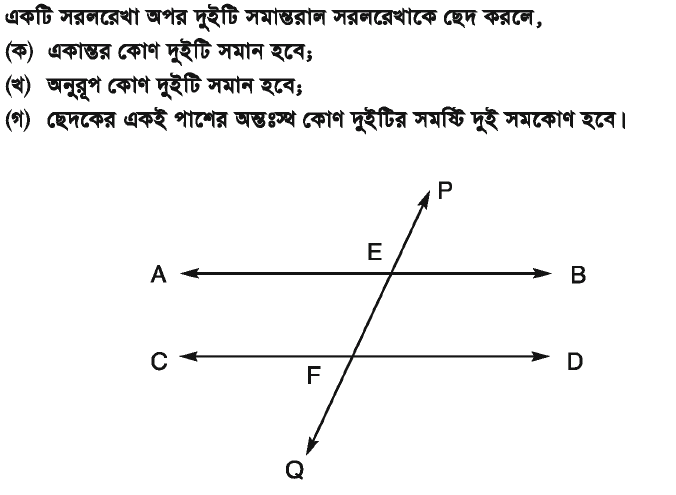 একটি সরলরেখা অপর দুইটি সমান্তরাল সরলরেখাকে ছেদ করলে,
(ক) একান্তর কোণ দুইটি সমান হবে;
(খ) অনুরূপ কোণ দুইটি সমান হবে;
(গ) ছেদকের একই পাশের অন্তঃস্থ কোণ দুইটির সমষ্টি দুই সমকোণ হবে।
P
E
A B
C D
F
Q